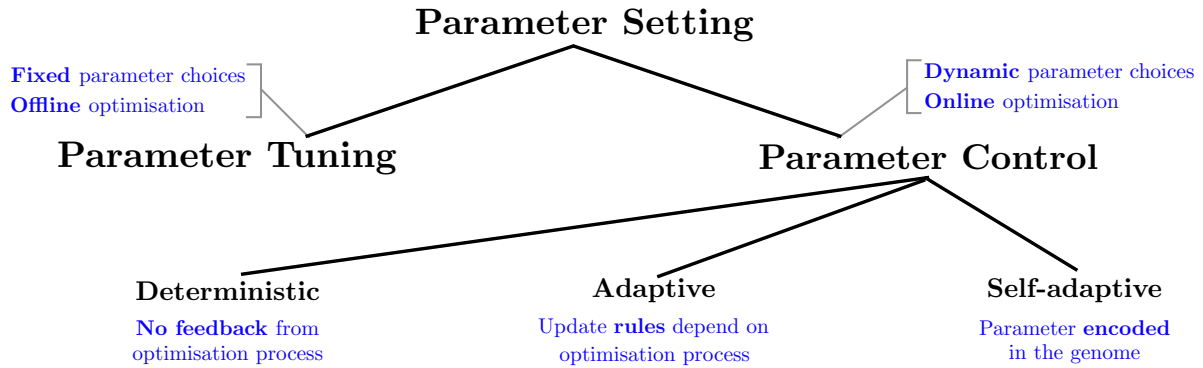 Parameter Setting
Fixed parameter choices
Offline optimisation
Dynamic parameter choices
Online optimisation
Parameter Tuning
Parameter Control
Deterministic
No feedback from
optimisation process
Adaptive
Update rules depend on
optimisation process
Self-adaptive
Parameter encoded
in the genome